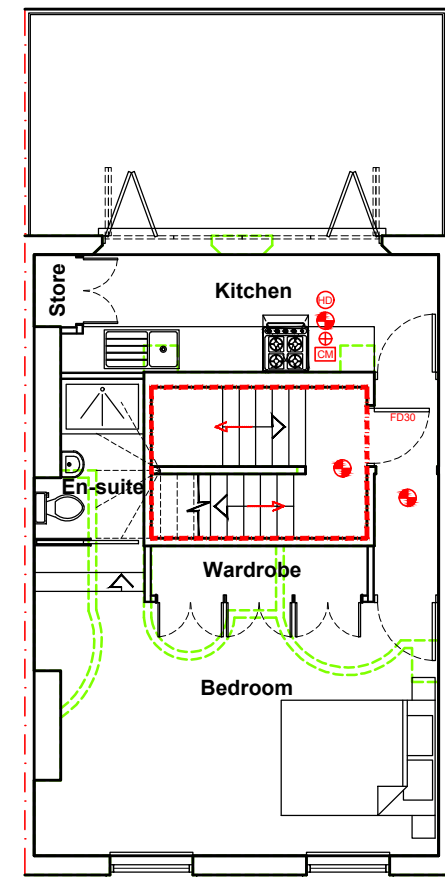 Store
Kitchen
HD
CM
FD30
En-suite
Wardrobe
Bedroom